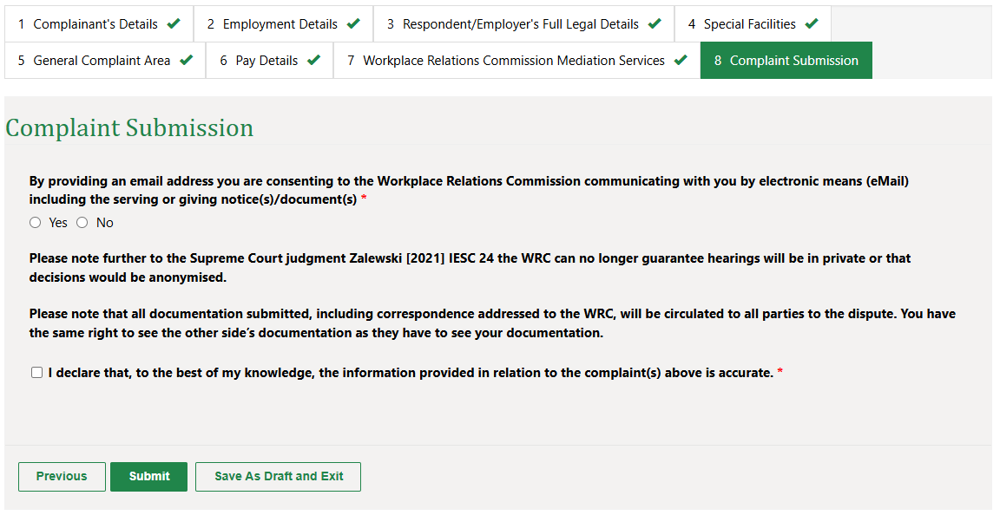 1 Complainant's Details
2 Employment Details
3 Respondent/Employer's Full Legal Details
4 Special Facilities
5 General Complaint Area
6 Pay Details
7 Workplace Relations Commission Mediation Services
8 Complaint Submission
Complaint Submission
By providing an email address you are consenting to the Workplace Relations Commission communicating with you by electronic means (eMail)
including the serving or giving notice(s)/document(s) *
Yes No
Please note further to the Supreme Court judgment Zalewski [2021] IESC 24 the WRC can no longer guarantee hearings will be in private or that
decisions would be anonymised.
Please note that all documentation submitted, including correspondence addressed to the WRC, will be circulated to all parties to the dispute. You have
the same right to see the other side’s documentation as they have to see your documentation.
I declare that, to the best of my knowledge, the information provided in relation to the complaint(s) above is accurate. *
Previous
Submit
Save As Draft and Exit